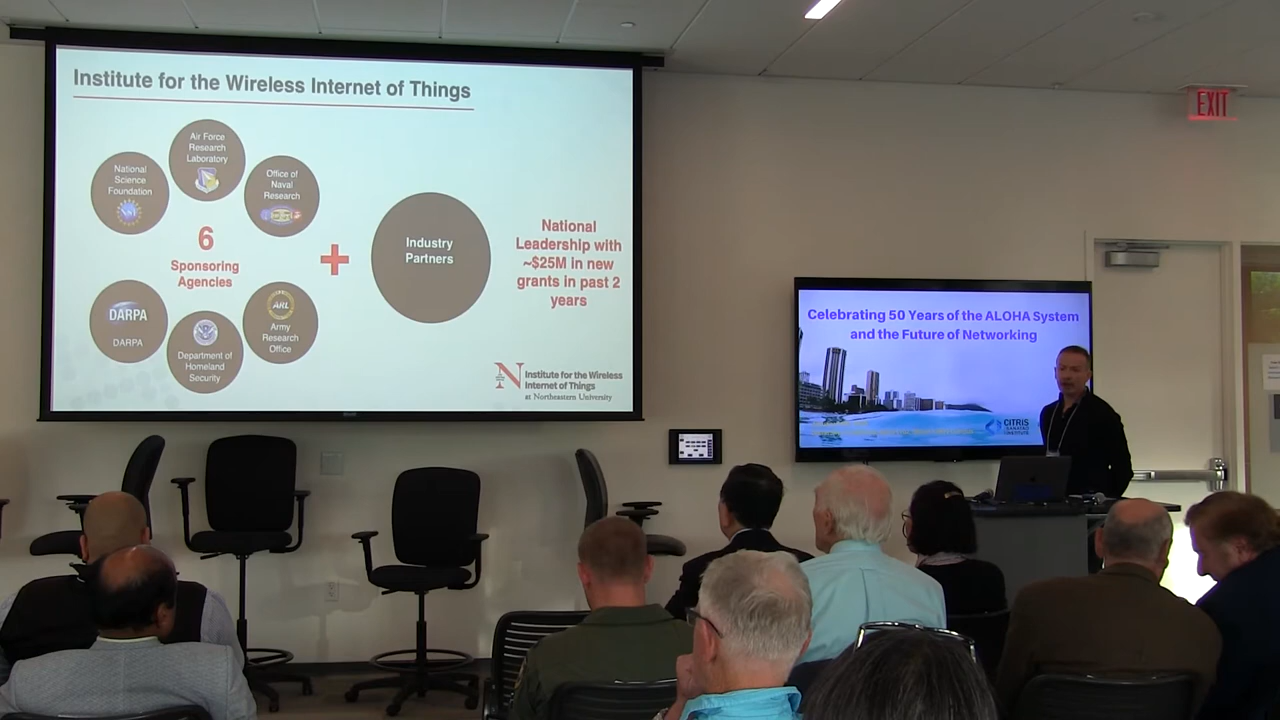 Institute for the Wireless Internet of Things
Air Force
Research
Laboratory
National
Science
Foundation
Office of
Naval
Research
6
Sponsoring
Agencies
DARPA
DARPA
Department of
Homeland
Security
ARL
Army
Research
Office
+
Industry
Partners
National
Leadership with
~$25M in new
grants in past 2
years
N
Institute for the Wireless
Internet of Things
at Northeastern University
EXIT
Celebrating 50 Years of the ALOHA System
and the Future of Networking
CITRIS